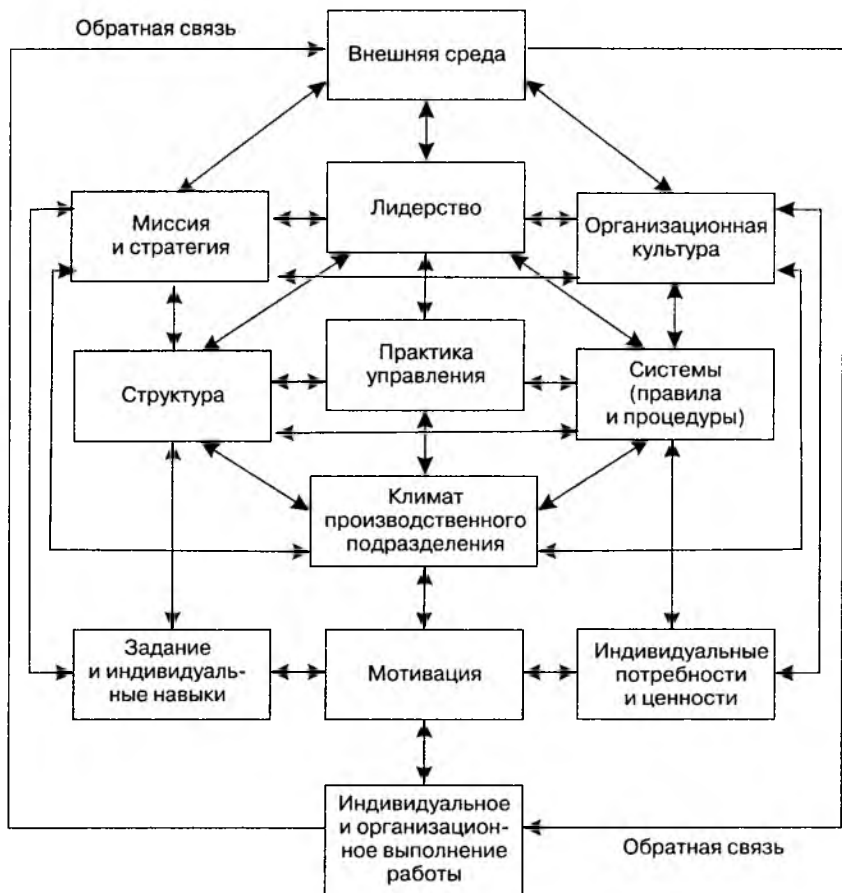 Обратная связь
Внешняя среда
Миссия
и стратегия
Лидерство
Организационная
культура
Структура
Практика
управления
Системы
(правила
и процедуры)
Климат
производственного
подразделения
Задание
и индивидуаль-
ные навыки
Мотивация
Индивидуальные
потребности
и ценности
Индивидуальное
и организацион-
ное выполнение
работы
Обратная связь